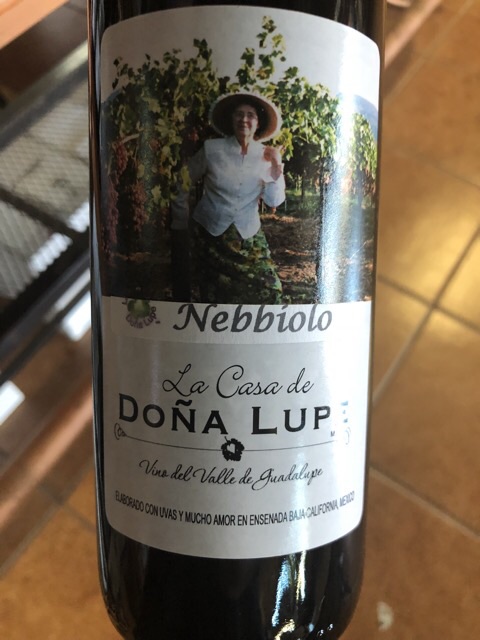 Nebbiolo
La Casa de
DOÑA LUPE
Vino del Valle de Guadalupe
ELABORADO CON UVAS Y MUCHO AMOR EN ENSENADA BAJA-CALIFORNIA, MEXICO